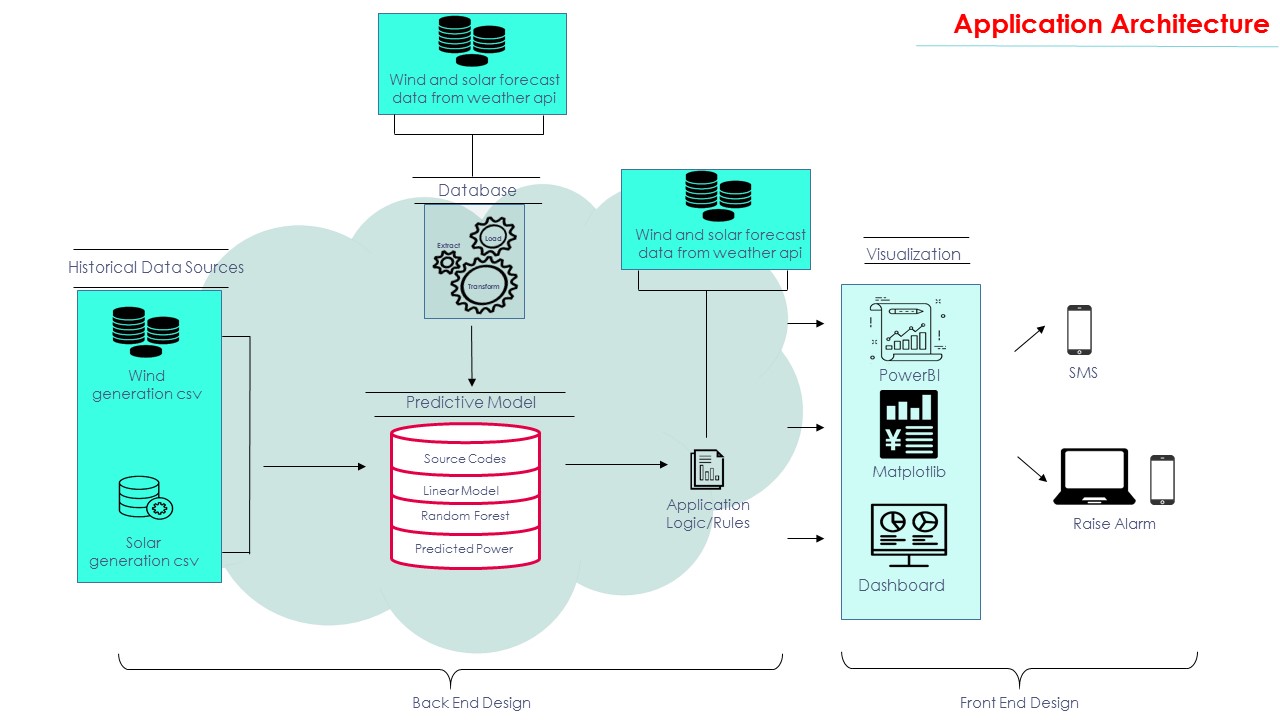 Application Architecture
Wind and solar forecast
data from weather api
Database
Extract
Load
Transform
Wind and solar forecast
data from weather api
Historical Data Sources
Wind
generation csv
Solar
generation csv
Predictive Model
Source Codes
Linear Model
Random Forest
Predicted Power
Application
Logic/Rules
Visualization
PowerBI
¥
Matplotlib
Dashboard
SMS
Raise Alarm
Back End Design
Front End Design